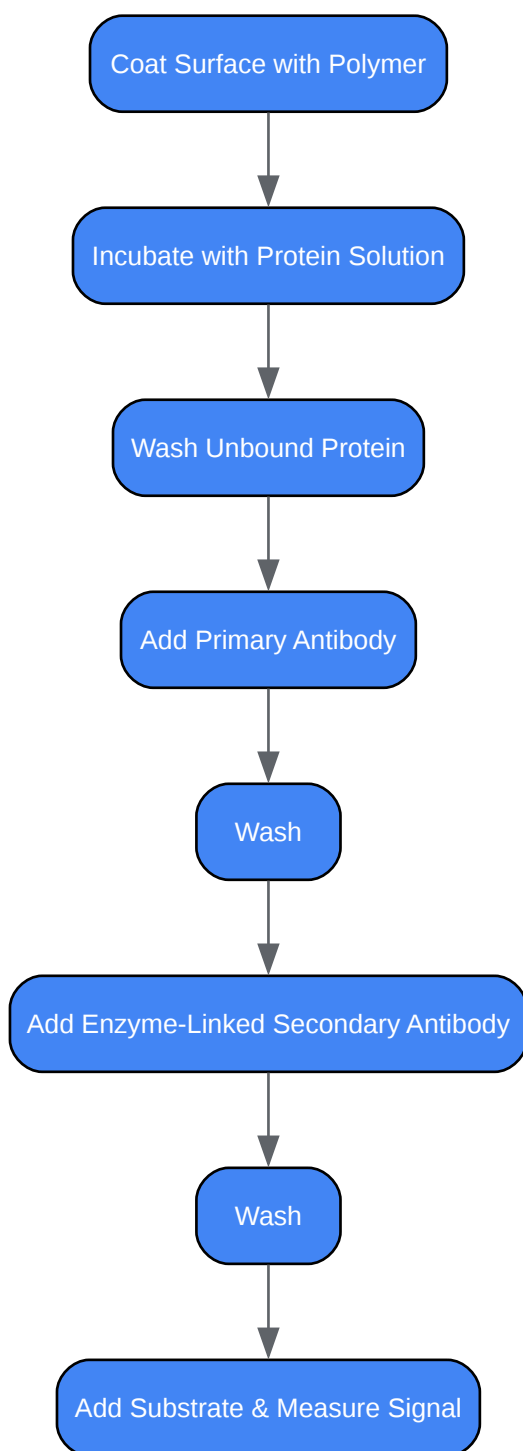 Coat Surface with Polymer
Incubate with Protein Solution
Wash Unbound Protein
Add Primary Antibody
Wash
Add Enzyme-Linked Secondary Antibody
Wash
Add Substrate & Measure Signal